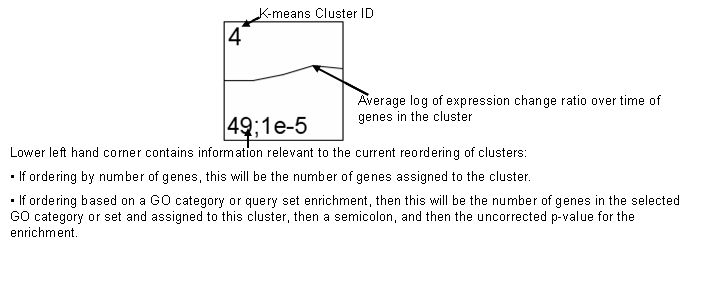 K-means Cluster ID
4
Average log of expression change ratio over time of
genes in the cluster
49;1e-5
Lower left hand corner contains information relevant to the current reordering of clusters:
▪ If ordering by number of genes, this will be the number of genes assigned to the cluster.
▪ If ordering based on a GO category or query set enrichment, then this will be the number of genes in the selected
GO category or set and assigned to this cluster, then a semicolon, and then the uncorrected p-value for the
enrichment.